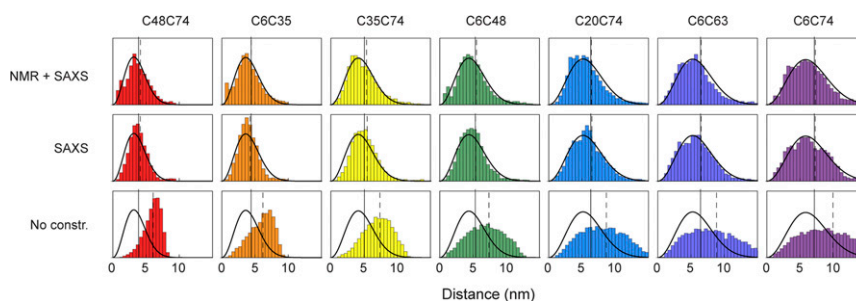 C48C74 C6C35 C35C74 C6C48 C20C74 C6C63 C6C74
NMR + SAXS
SAXS
No constr.
0 5 10 0 5 10 0 5 10 0 5 10 0 5 10 0 5 10 0 5 10
Distance (nm)